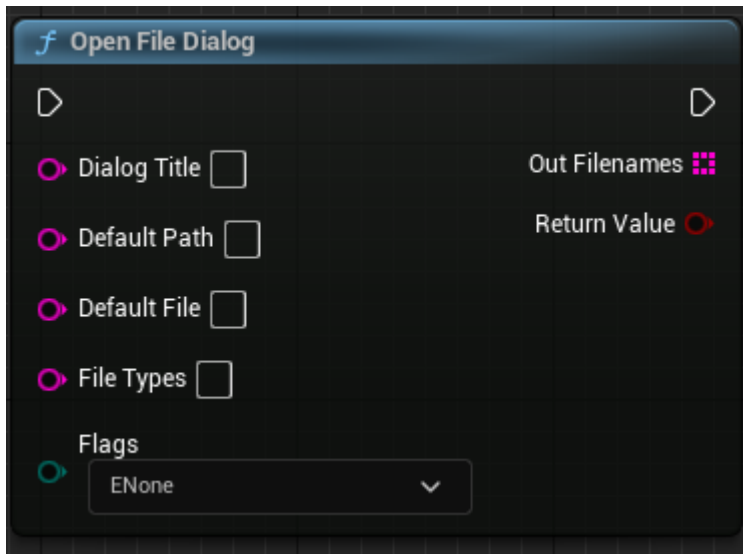 Open File Dialog
Dialog Title
Out Filenames
Default Path
Return Value
Default File
File Types
Flags
ENone